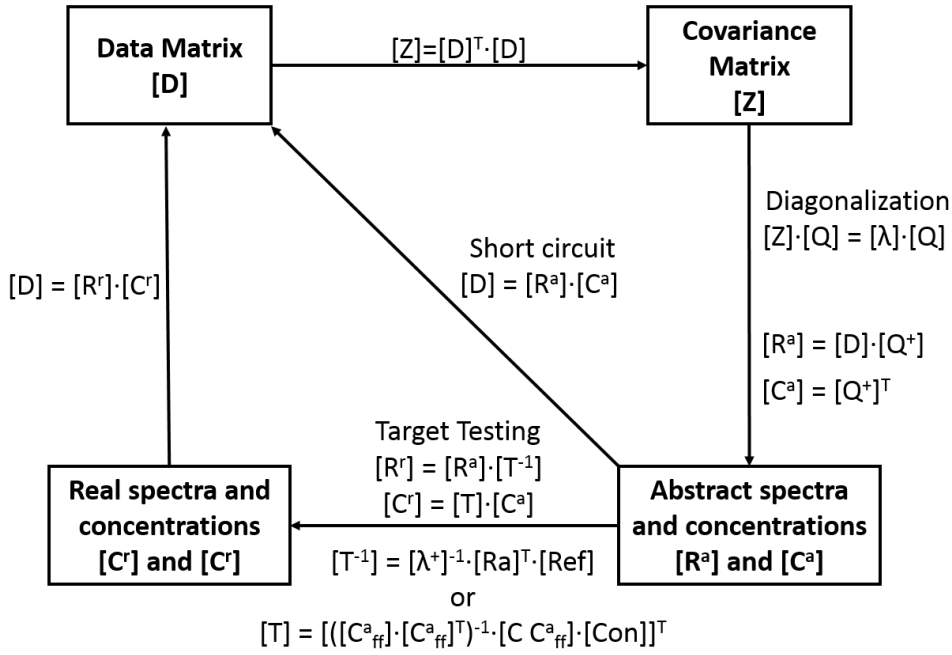 Data Matrix
[D]
[Z]=[D]ᵀ·[D]
Covariance
Matrix
[Z]
Diagonalization
[Z]·[Q] = [λ]·[Q]
Short circuit
[D] = [Rᵃ]·[Cᵃ]
[D] = [Rʳ]·[Cʳ]
[Rᵃ] = [D]·[Q⁺]
[Cᵃ] = [Q⁺]ᵀ
Target Testing
[Rʳ] = [Rᵃ]·[T⁻¹]
[Cʳ] = [T]·[Cᵃ]
Real spectra and
concentrations
[Cʳ] and [Cʳ]
Abstract spectra
and concentrations
[Rᵃ] and [Cᵃ]
[T⁻¹] = [λ⁺]⁻¹·[Ra]ᵀ·[Ref]
or
[T] = [([Cᵃff]·[Cᵃff]ᵀ)⁻¹·[C Cᵃff]·[Con]]ᵀ